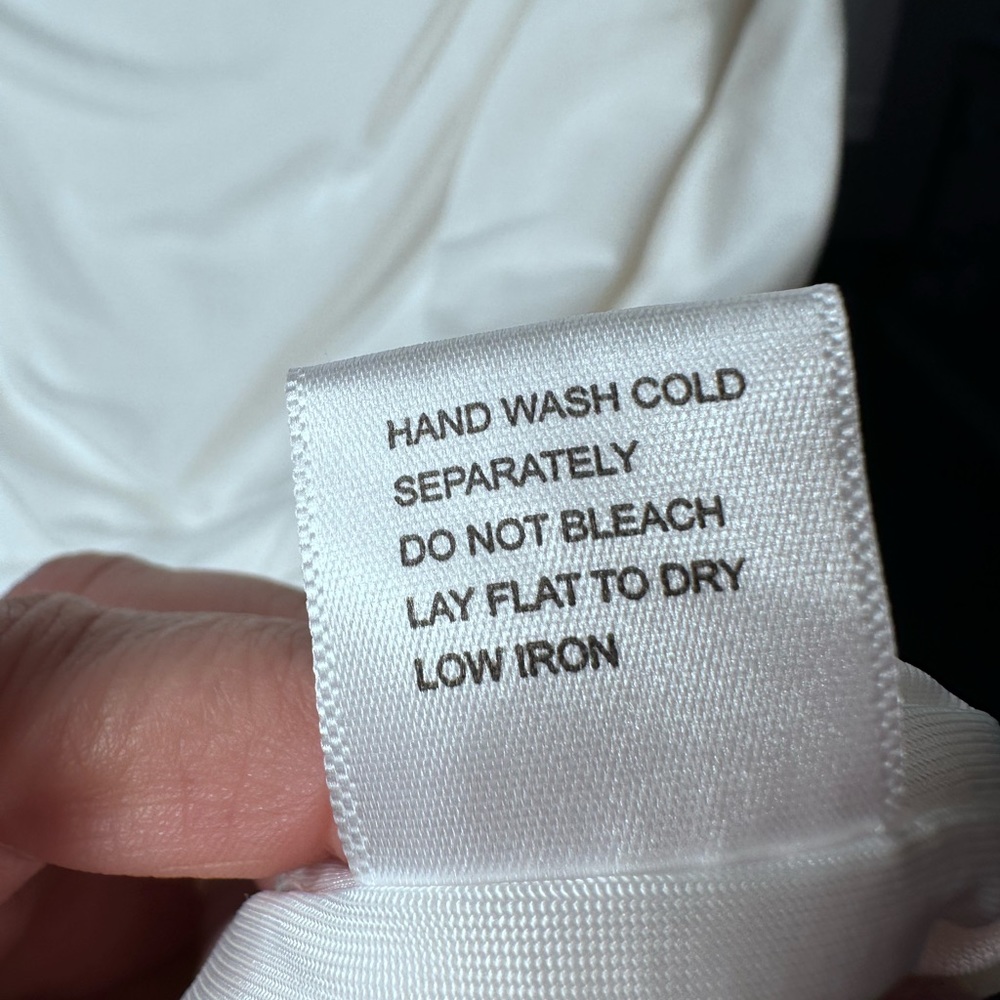 HAND WASH COLD
SEPARATELY
DO NOT BLEACH
LAY FLAT TO DRY
LOW IRON